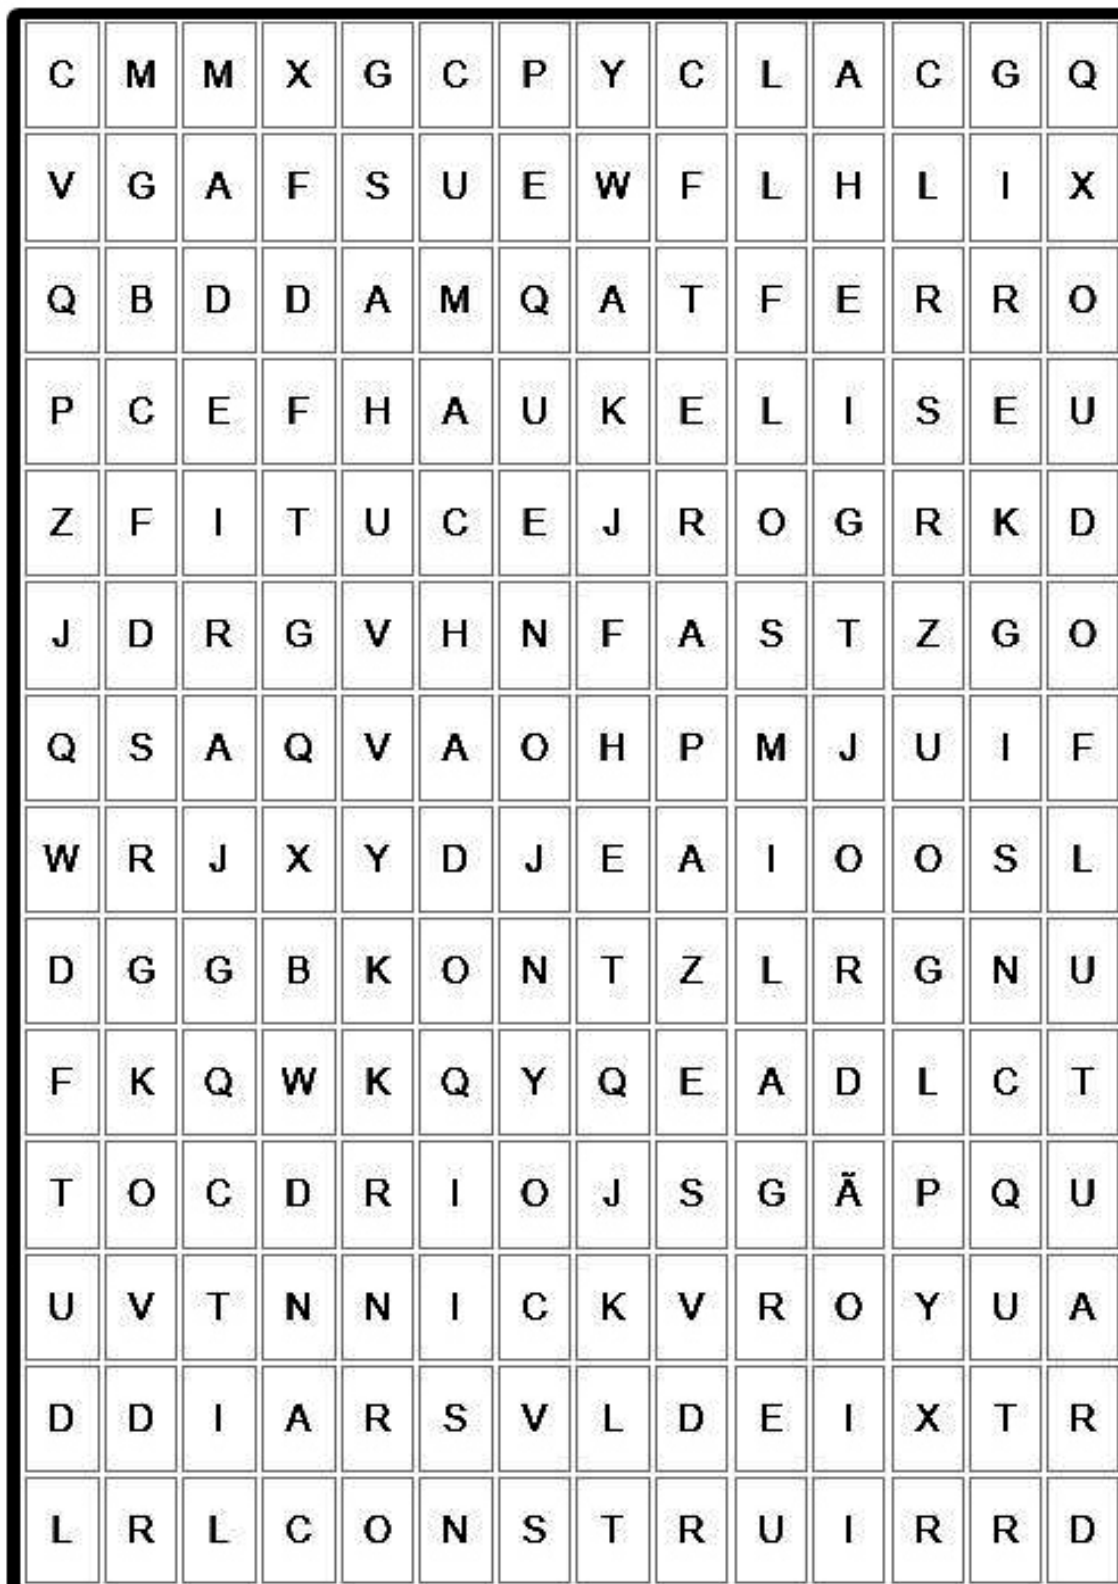 C M M X G C P Y C L A C G Q
V G A F S U E W F L H L I X
Q B D D A M Q A T F E R R O
P C E F H A U K E L I S E U
Z F I T U C E J R O G R K D
J D R G V H N F A S T Z G O
Q S A Q V A O H P M J U I F
W R J X Y D J E A I O O S L
D G G B K O N T Z L R G N U
F K Q W K Q Y Q E A D L C T
T O C D R I O J S G Ã P Q U
U V T N N I C K V R O Y U A
D D I A R S V L D E I X T R
L R L C O N S T R U I R R D